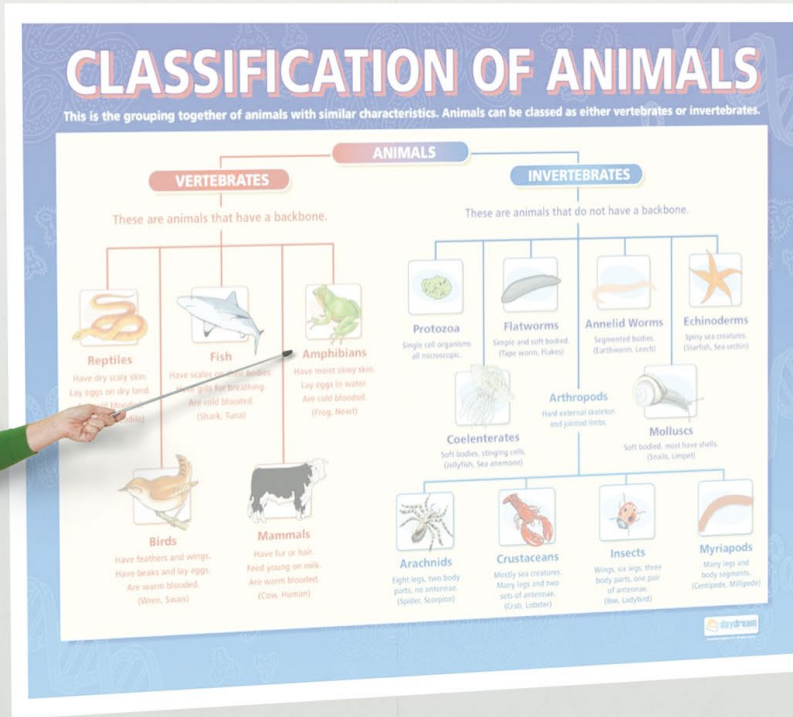 CLASSIFICATION OF ANIMALS
This is the grouping together of animals with similar characteristics. Animals can be classed as either vertebrates or invertebrates.
ANIMALS
VERTEBRATES
These are animals that have a backbone.
Reptiles
Have dry scaly skin.
Lay eggs on dry land.
Fish
Have scales on their bodies.
Have gills for breathing.
Are cold blooded.
(Shark, Tuna)
Amphibians
Have moist slimy skin.
Lay eggs in water.
Are cold blooded.
(Frog, Newt)
Birds
Have feathers and wings.
Have beaks and lay eggs.
Are warm blooded.
(Wren, Swan)
Mammals
Have fur or hair.
Feed young on milk.
Are warm blooded.
(Cow, Human)
INVERTEBRATES
These are animals that do not have a backbone.
Protozoa
Single cell organisms
all microscopic.
Flatworms
Simple and soft bodied.
(Tape worm, Flukes)
Annelid Worms
Segmented bodies.
(Earthworm, Leech)
Echinoderms
Spiny sea creatures.
(Starfish, Sea urchin)
Coelenterates
Soft bodies, stinging cells.
(Jellyfish, Sea anemone)
Arthropods
Hard external skeleton
and jointed limbs.
Molluscs
Soft bodied, most have shells.
(Snails, Limpet)
Arachnids
Eight legs, two body
parts, no antennae.
(Spider, Scorpion)
Crustaceans
Mostly sea creatures.
Many legs and two
sets of antennae.
(Crab, Lobster)
Insects
Wings, six legs, three
body parts, one pair
of antennae.
(Bee, Ladybird)
Myriapods
Many legs and
body segments.
(Centipede, Millipede)
daydream